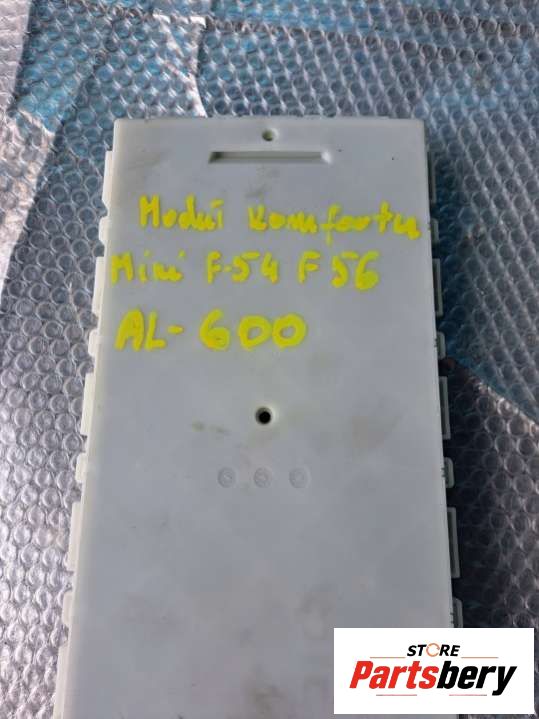 Moduł komfortu
Mini F-54 F56
AL-600
STORE
Partsbery